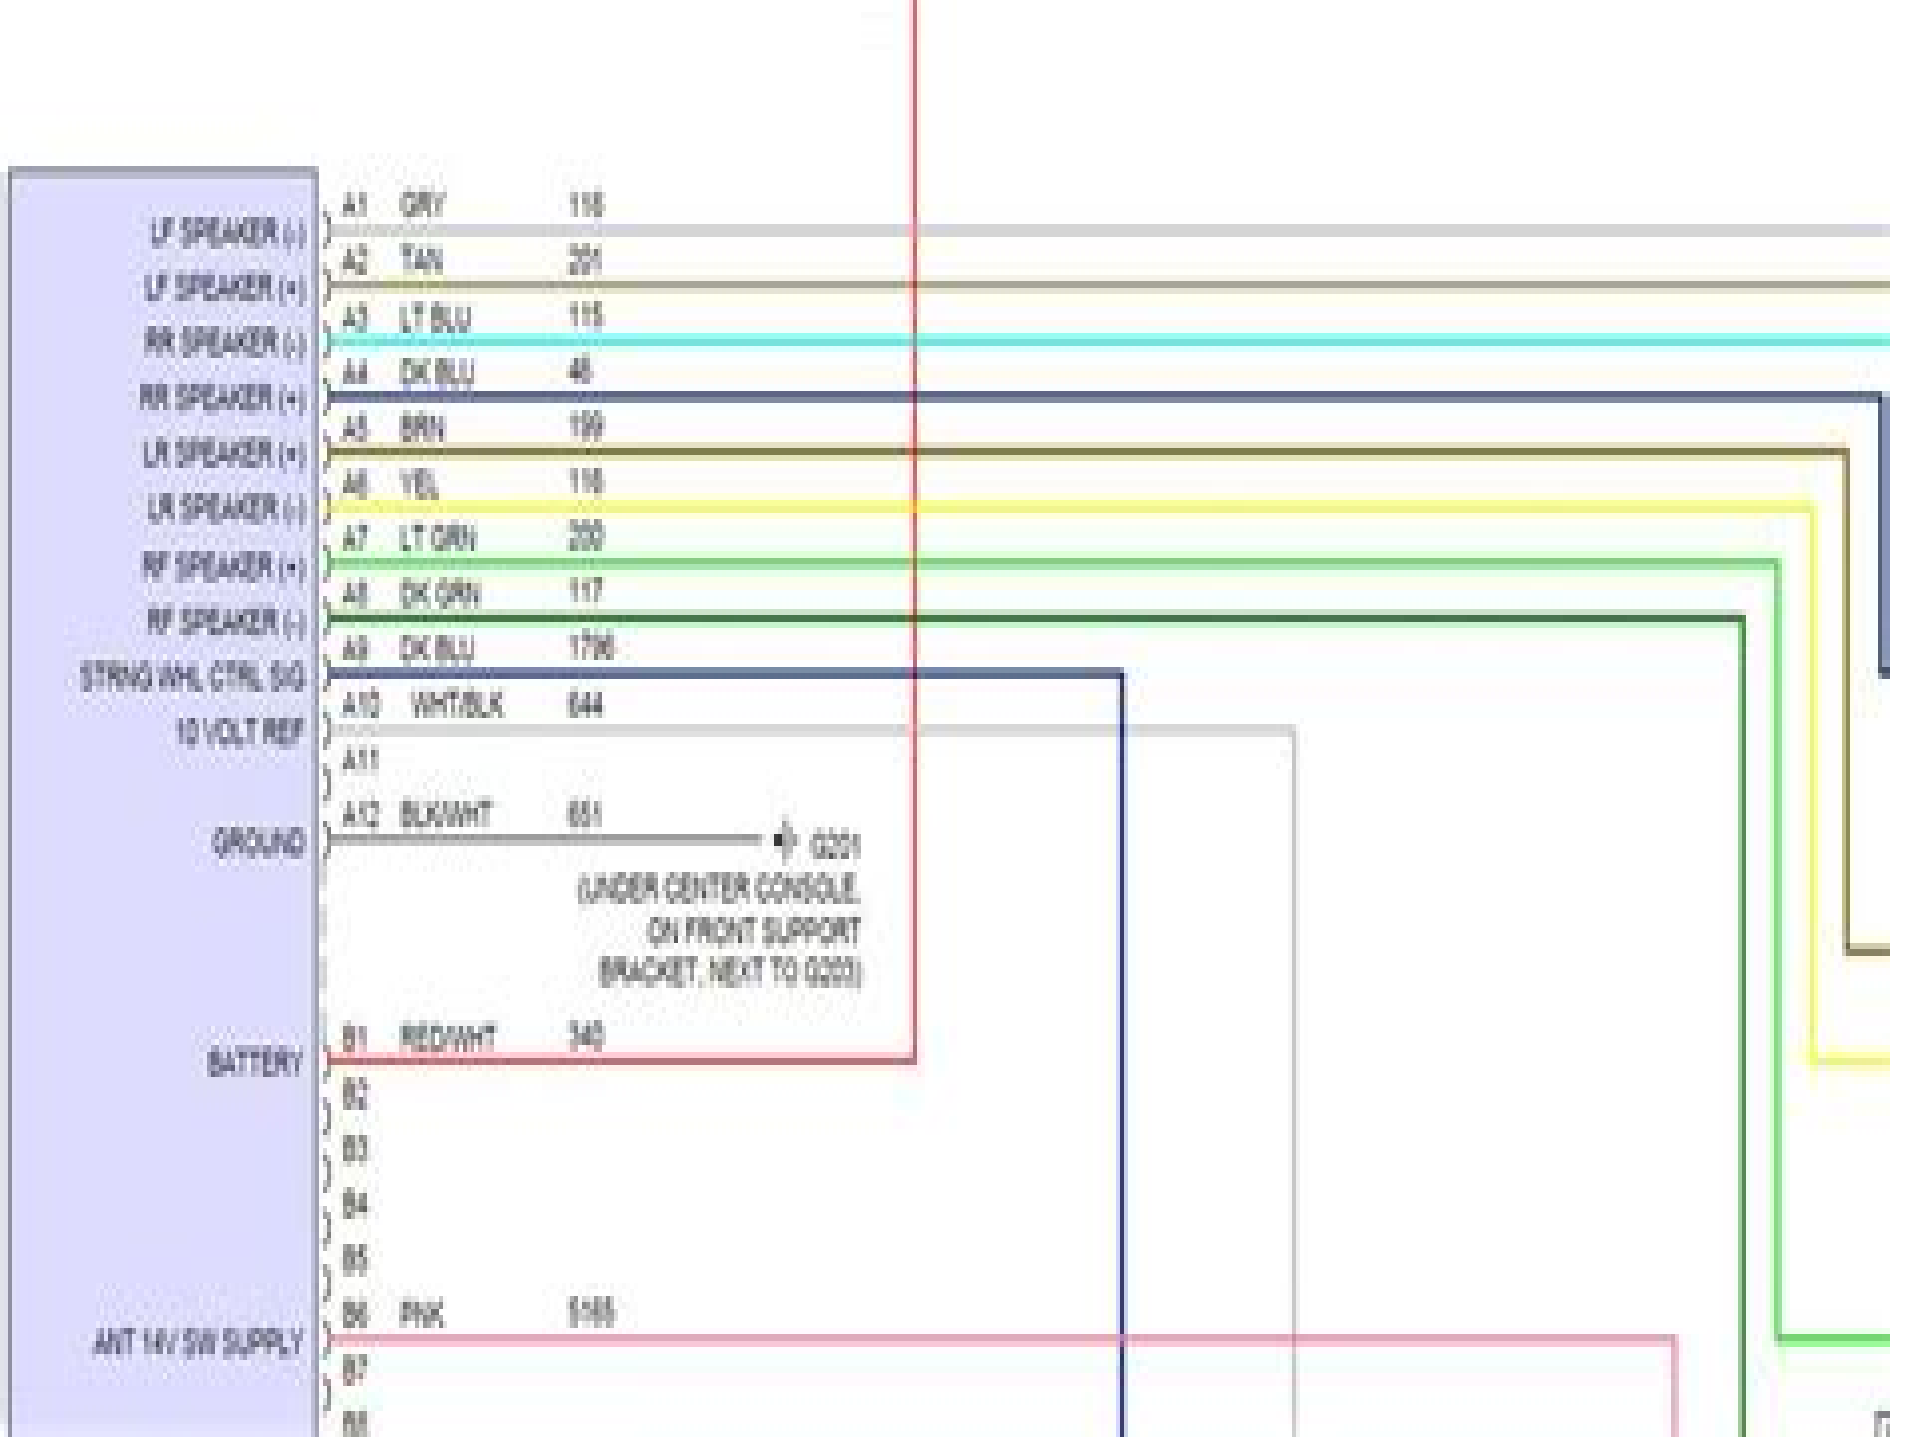 A1 GRY
LF SPEAKER (-)
A2 TAN 201
LF SPEAKER (+)
A3 LT BLU 115
RR SPEAKER (-)
A4 DK BLU 46
RR SPEAKER (+)
A5 BRN 199
LR SPEAKER (+)
A6 YEL 116
LR SPEAKER (-)
A7 LT GRN 200
RF SPEAKER (+)
A8 DK GRN 117
RF SPEAKER (-)
A9 DK BLU 1796
STRNG WHL CTRL SIG
A10 WHT/BLK 644
10 VOLT REF
A11
A12 BLK/WHT 651
GROUND G201
(UNDER CENTER CONSOLE,
ON FRONT SUPPORT
BRACKET, NEXT TO G203)
B1 RED/WHT 340
BATTERY
B2
B3
B4
B5
B6 PNK
ANT 14V SW SUPPLY
B7